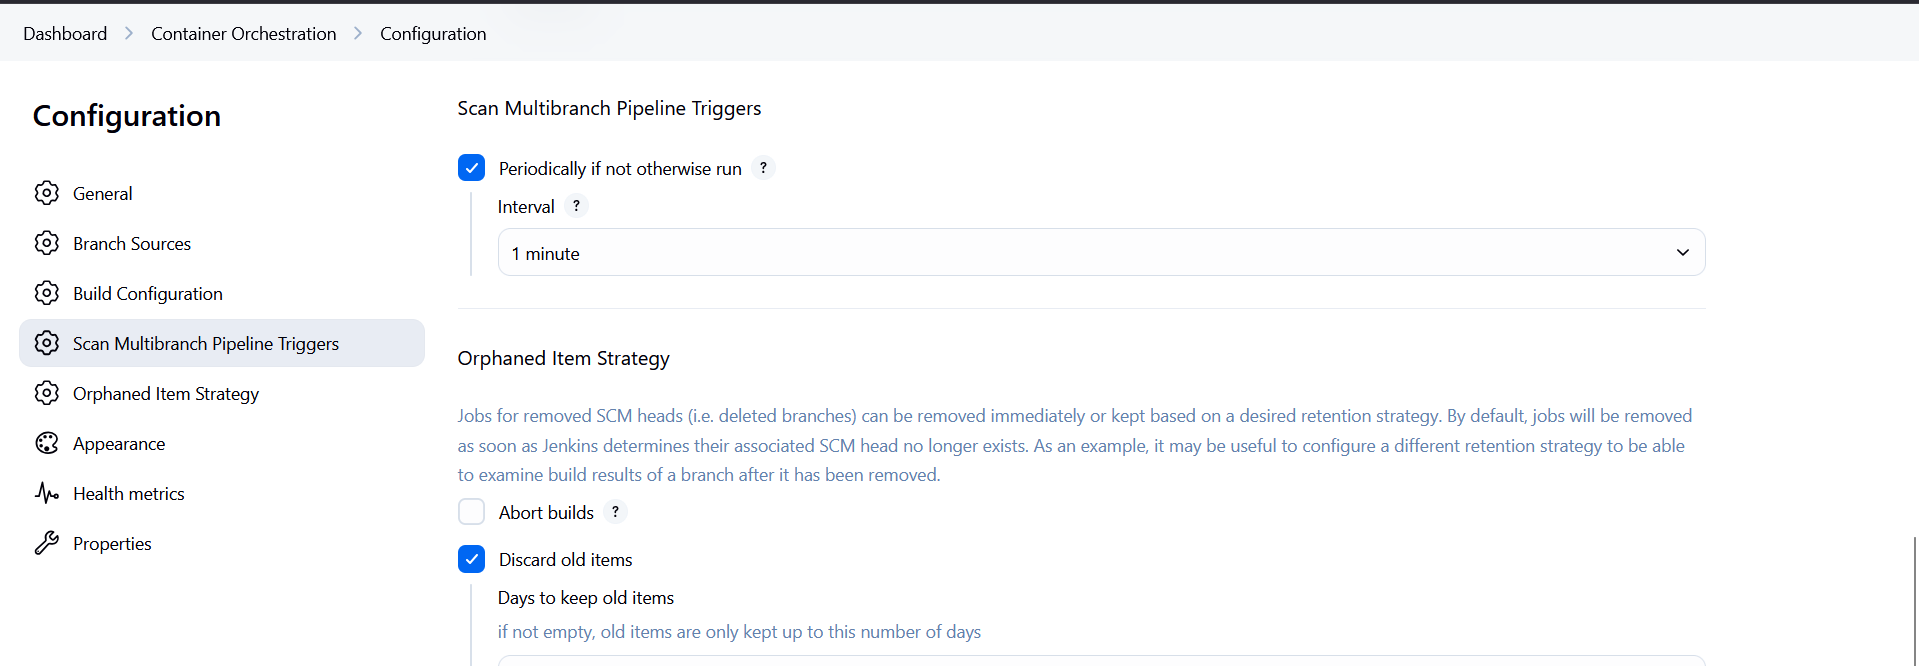 Dashboard > Container Orchestration > Configuration
Configuration
General
Branch Sources
Build Configuration
Scan Multibranch Pipeline Triggers
Orphaned Item Strategy
Appearance
Health metrics
Properties
Scan Multibranch Pipeline Triggers
Periodically if not otherwise run ?
Interval ?
1 minute
Orphaned Item Strategy
Jobs for removed SCM heads (i.e. deleted branches) can be removed immediately or kept based on a desired retention strategy. By default, jobs will be removed
as soon as Jenkins determines their associated SCM head no longer exists. As an example, it may be useful to configure a different retention strategy to be able
to examine build results of a branch after it has been removed.
Abort builds ?
Discard old items
Days to keep old items
if not empty, old items are only kept up to this number of days